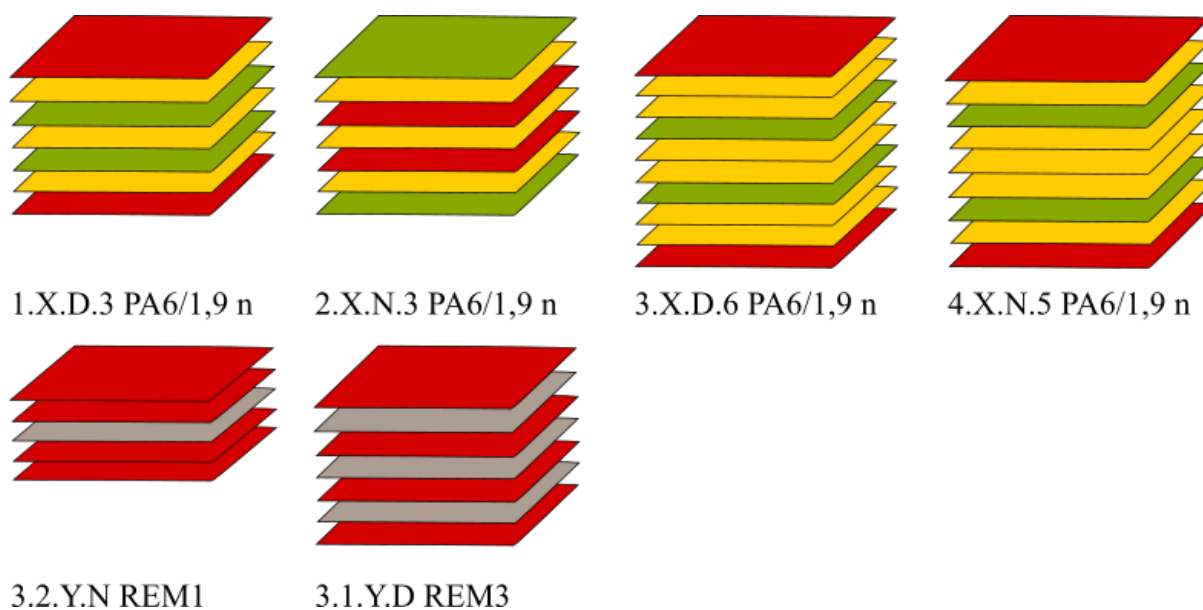 1.X.D.3 PA6/1,9 n
2.X.N.3 PA6/1,9 n
3.X.D.6 PA6/1,9 n
4.X.N.5 PA6/1,9 n
3.2.Y.N REM1
3.1.Y.D REM3